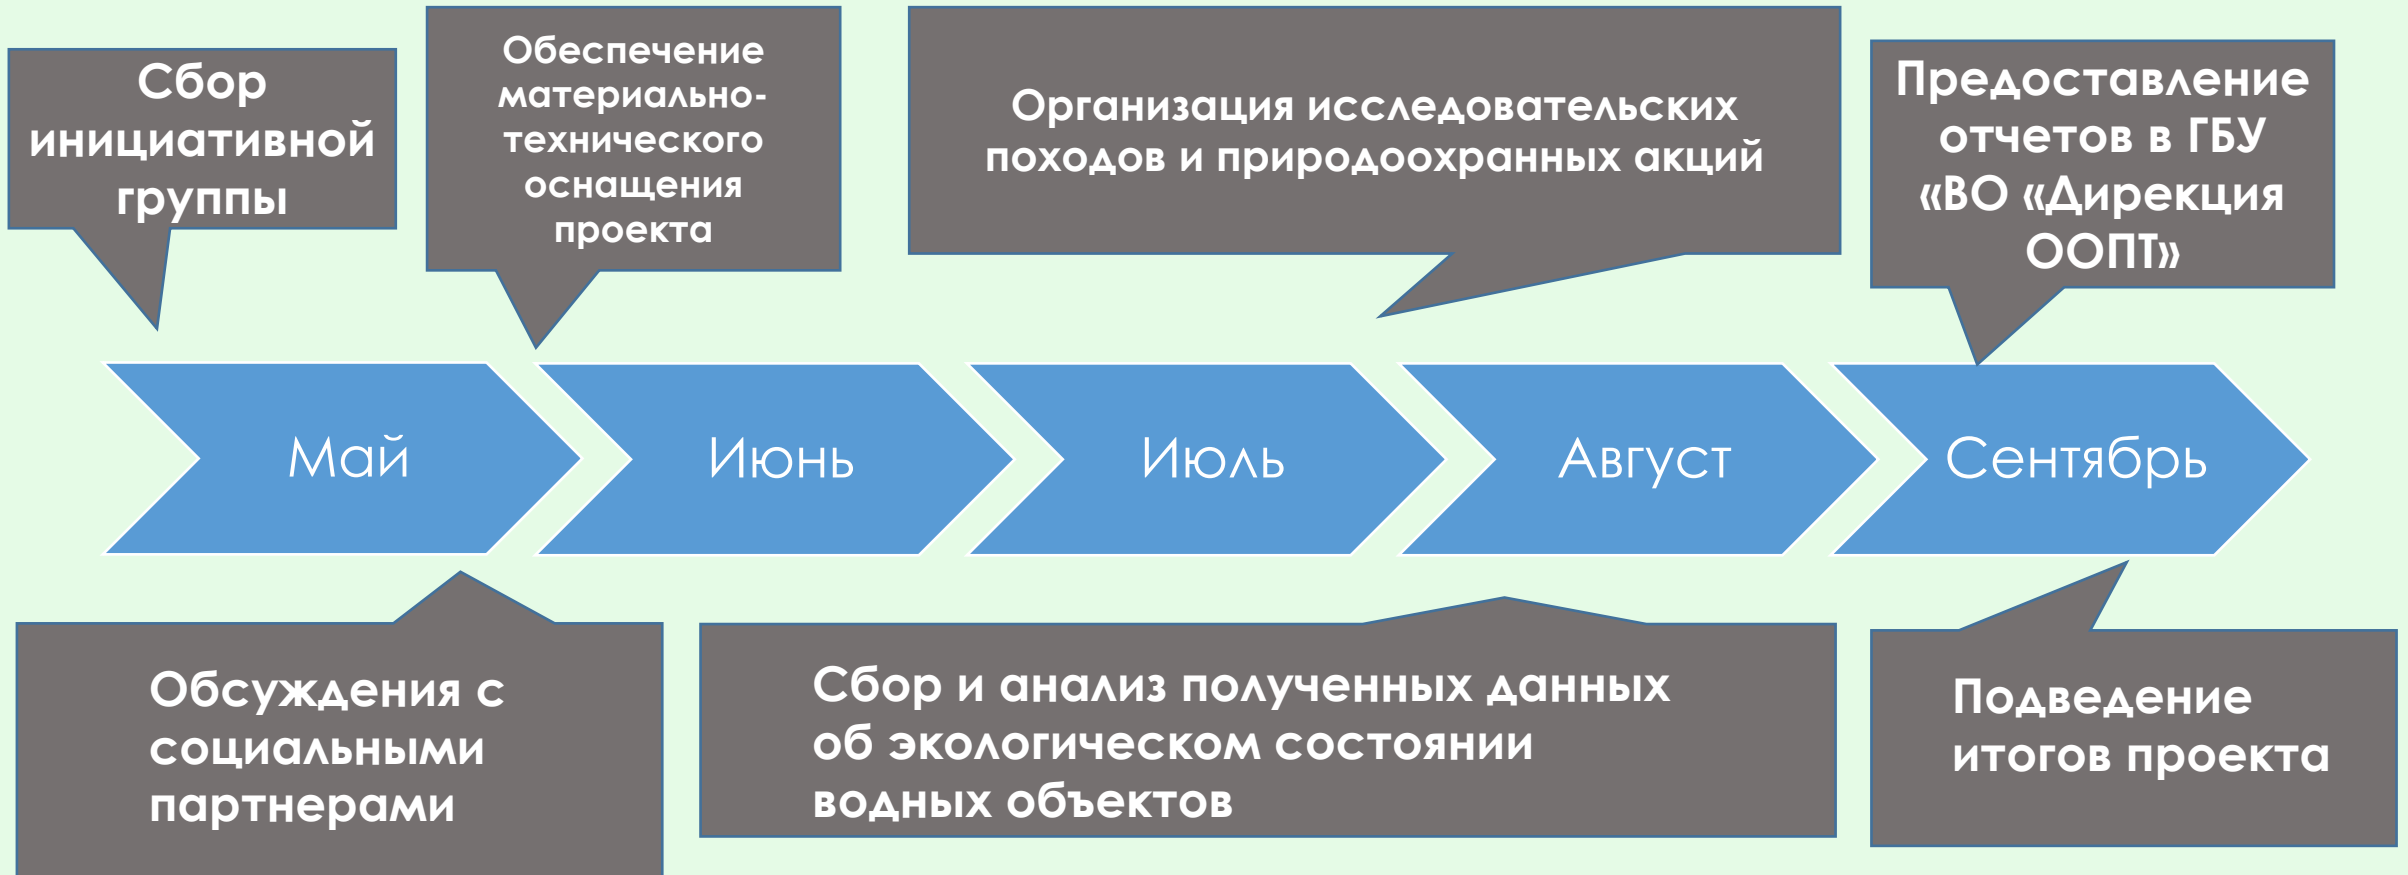 Сбор
инициативной
группы
Обеспечение
материально-
технического
оснащения
проекта
Организация исследовательских
походов и природоохранных акций
Предоставление
отчетов в ГБУ
«ВО «Дирекция
ООПТ»
Май
Июнь
Июль
Август
Сентябрь
Обсуждения с
социальными
партнерами
Сбор и анализ полученных данных
об экологическом состоянии
водных объектов
Подведение
итогов проекта